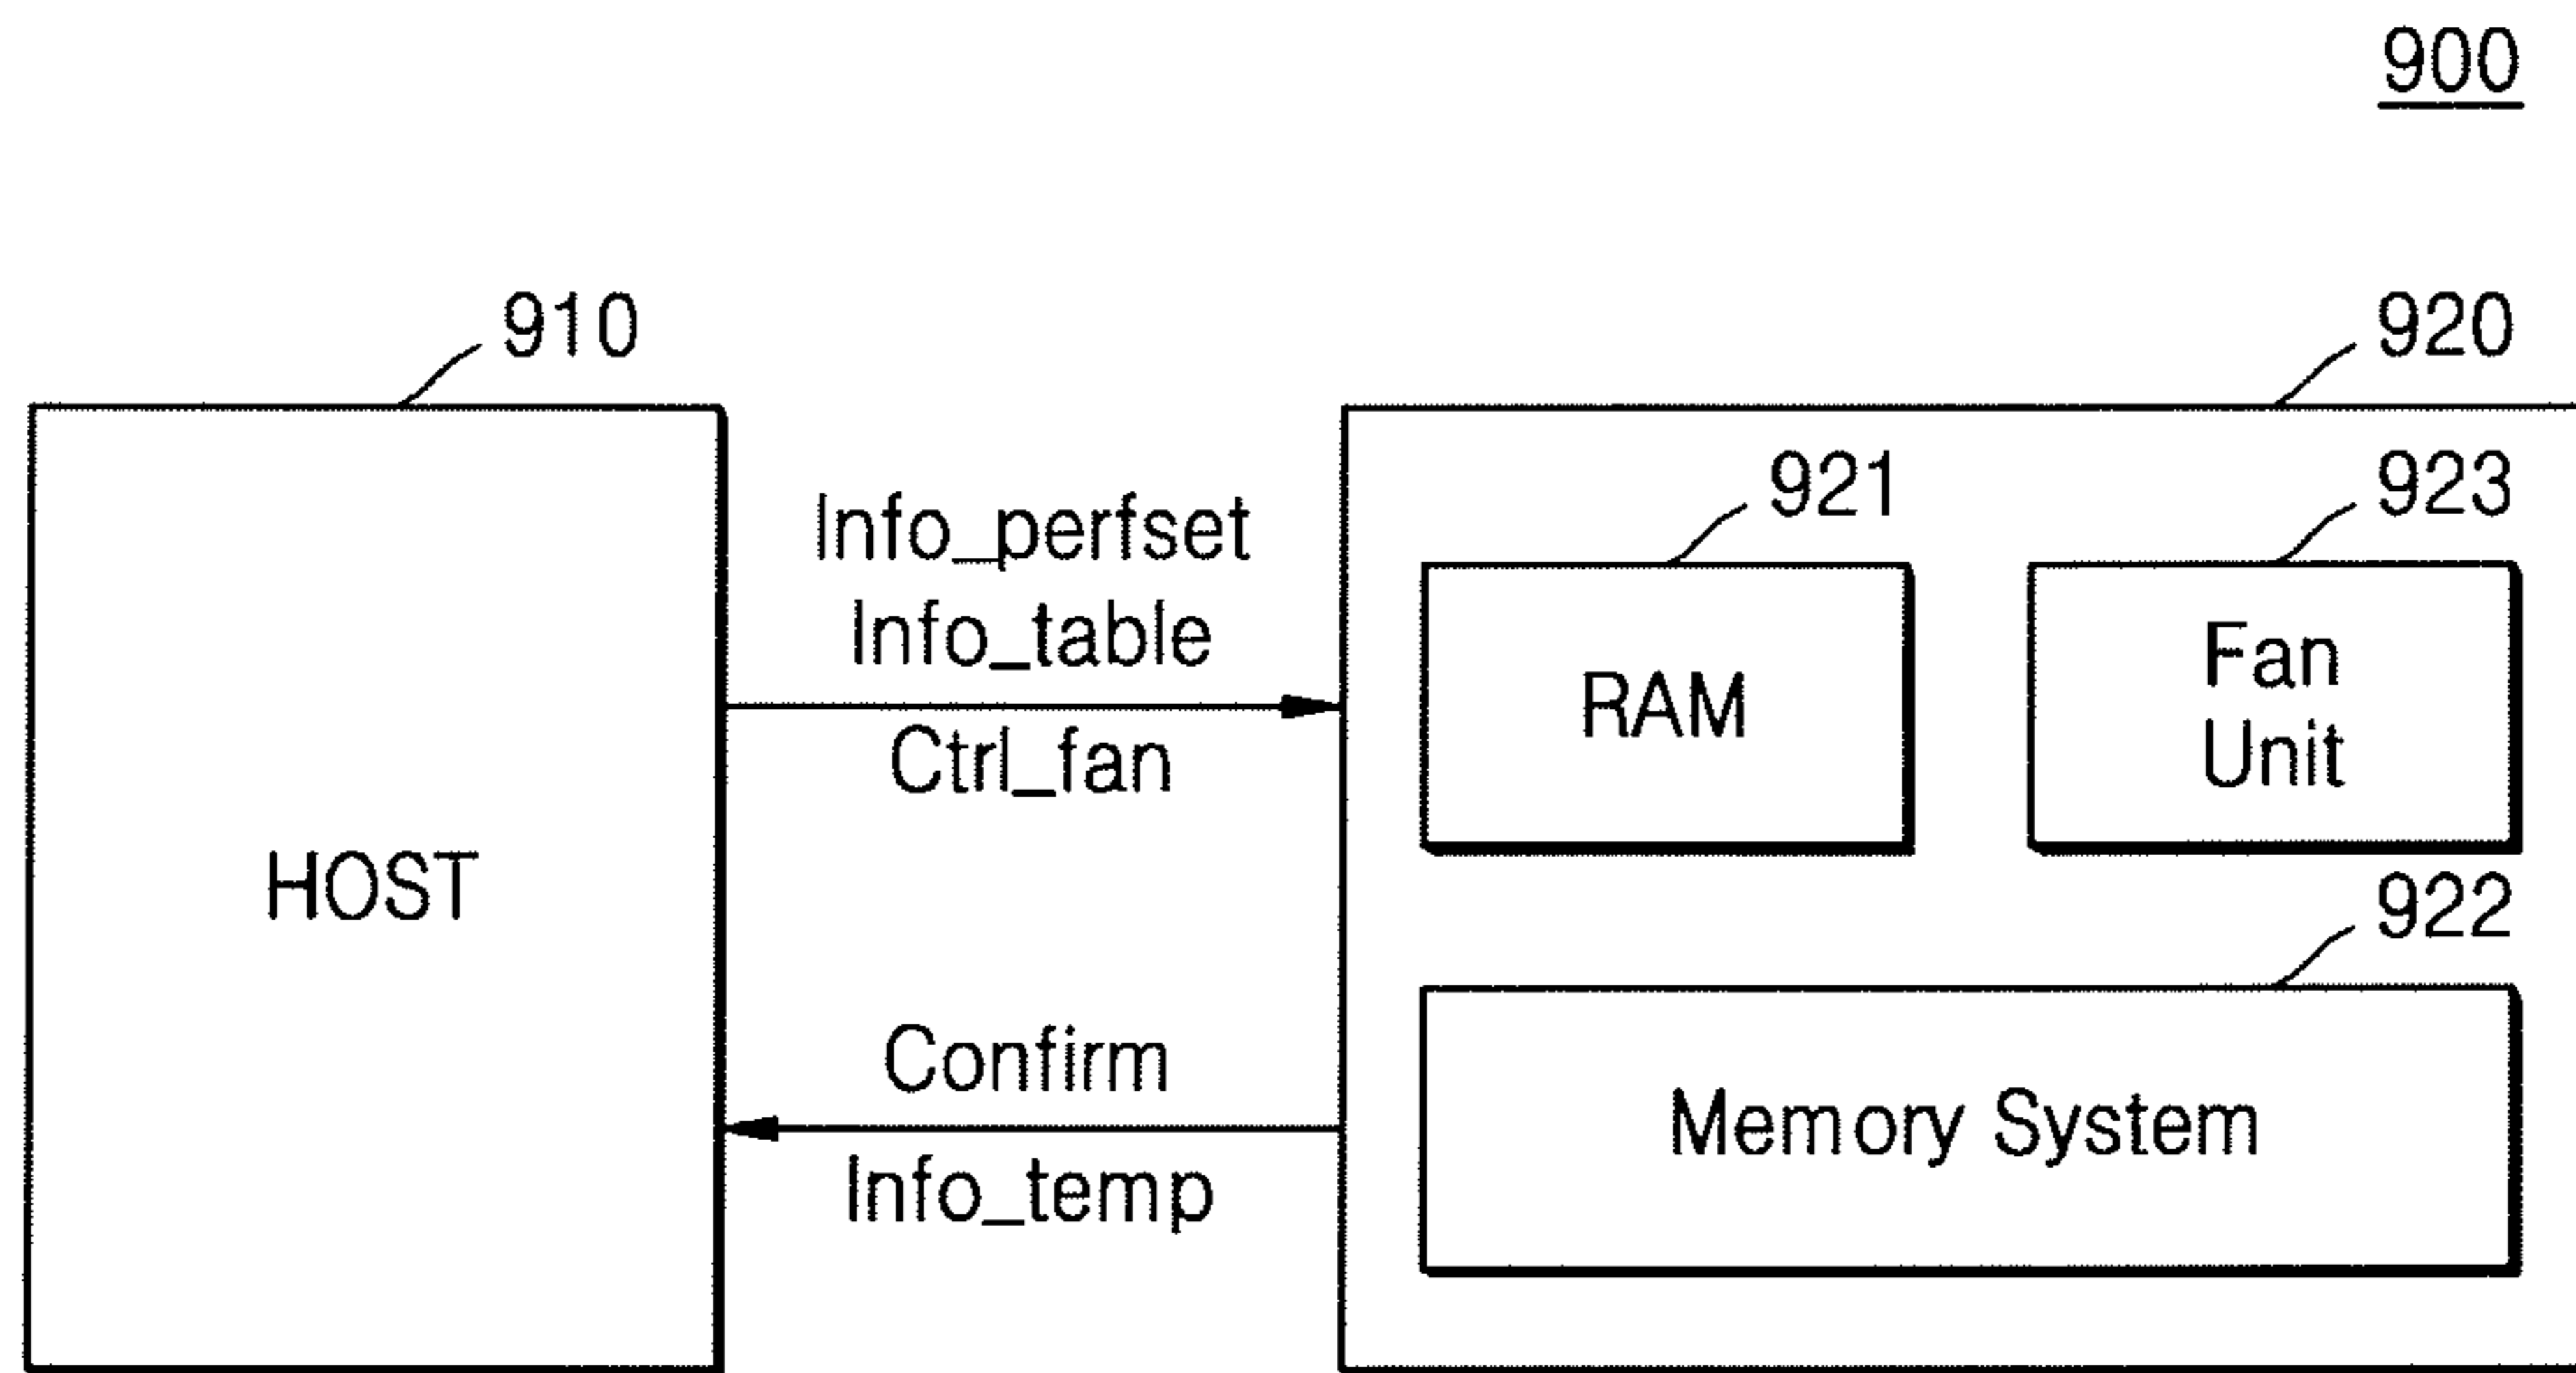 900
910
920
Info_perfset
Info_table
Ctrl_fan
HOST
Confirm
Info_temp
921
923
RAM
Fan
Unit
922
Memory System